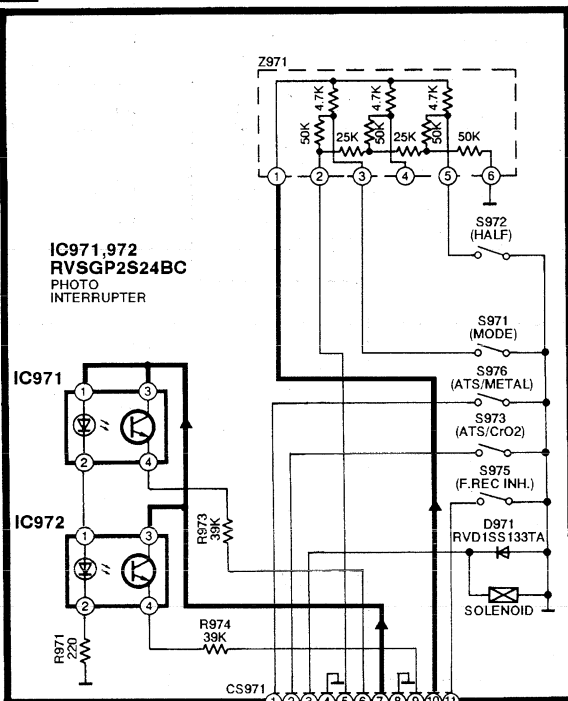 Z971
4.7K
4.7K
4.7K
50K
50K
50K
25K
25K
50K
1
2
3
4
5
6
S972
(HALF)
IC971,972
RVSGP2S24BC
PHOTO
INTERRUPTER
S971
(MODE)
IC971
1
3
S976
(ATS/METAL)
S973
(ATS/CrO2)
2
4
S975
(F.REC INH.)
IC972
1
3
R973
39K
D971
RVD1SS133TA
2
4
SOLENOID
R971
220
R974
39K
CS971
1 2 3 4 5 6 7 8 9 10 11